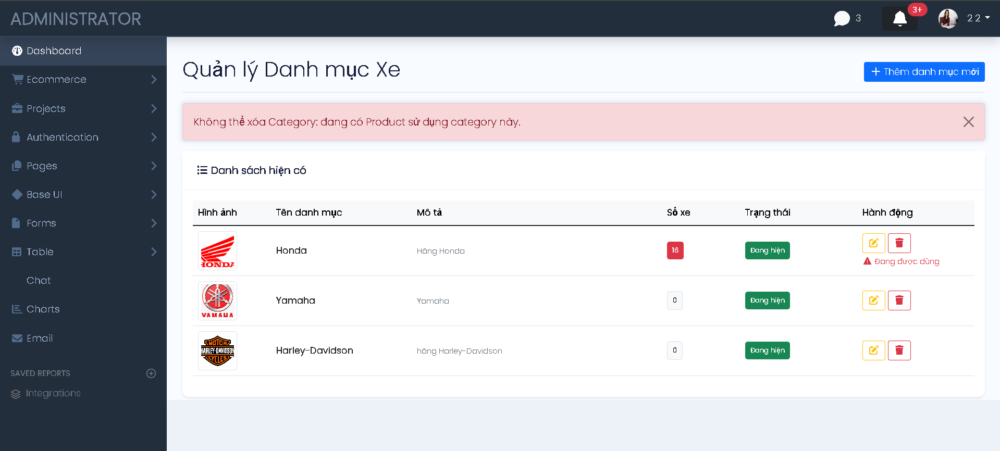 ADMINISTRATOR
3
3+
2 2
Dashboard
Ecommerce
Projects
Authentication
Pages
Base UI
Forms
Table
Chat
Charts
Email
SAVED REPORTS
Integrations
Quản lý Danh mục Xe
Thêm danh mục mới
Không thể xóa Category: đang có Product sử dụng category này.
Danh sách hiện có
Hình ảnh Tên danh mục Mô tả Số xe Trạng thái Hành động
HONDA Honda Hãng Honda 16 Đang hiện
Đang được dùng
YAMAHA Yamaha Yamaha 0 Đang hiện
MOTOR HARLEY-DAVIDSON CYCLES Harley-Davidson hãng Harley-Davidson 0 Đang hiện